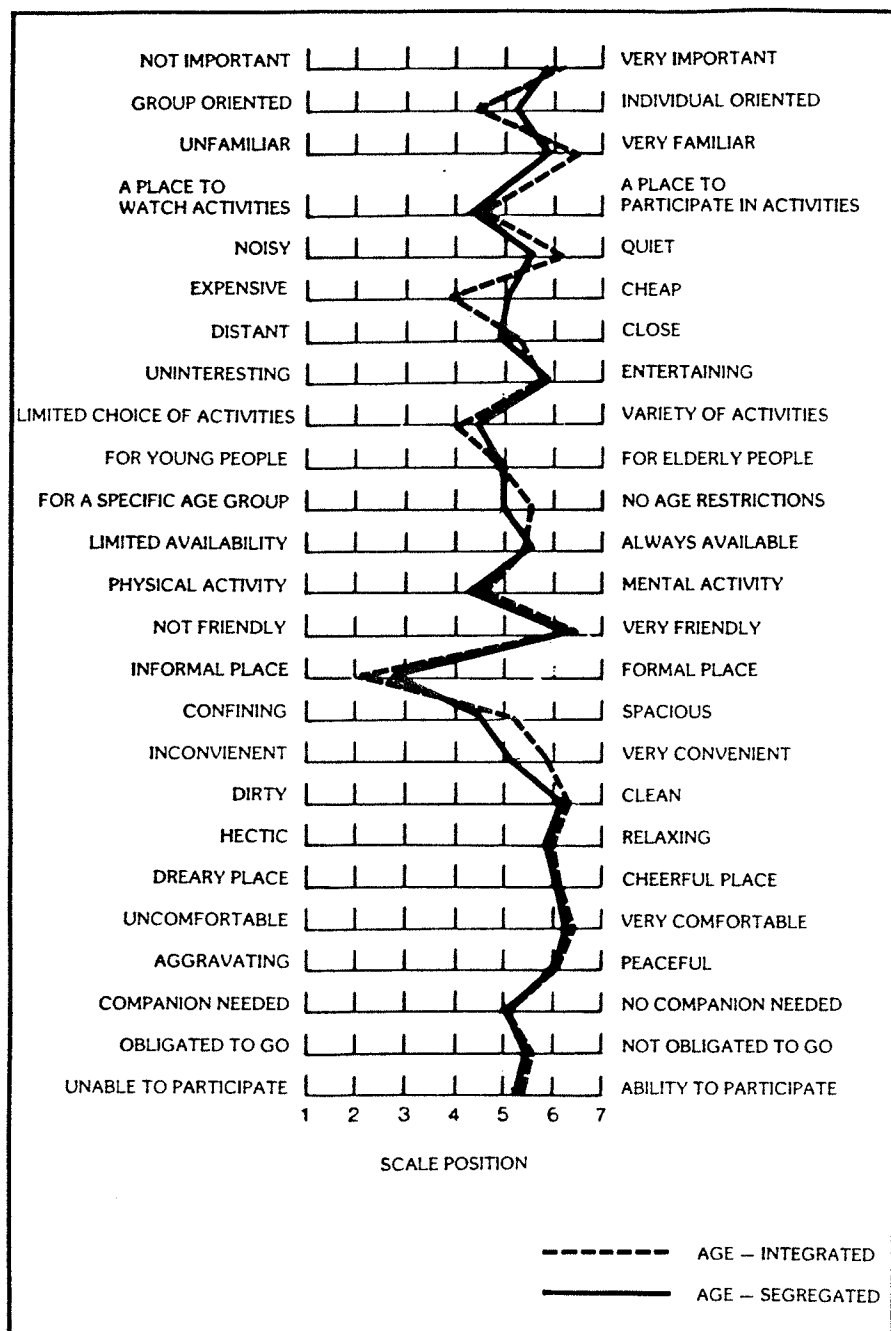 NOT IMPORTANT VERY IMPORTANT
GROUP ORIENTED INDIVIDUAL ORIENTED
UNFAMILIAR VERY FAMILIAR
A PLACE TO A PLACE TO
WATCH ACTIVITIES PARTICIPATE IN ACTIVITIES
NOISY QUIET
EXPENSIVE CHEAP
DISTANT CLOSE
UNINTERESTING ENTERTAINING
LIMITED CHOICE OF ACTIVITIES VARIETY OF ACTIVITIES
FOR YOUNG PEOPLE FOR ELDERLY PEOPLE
FOR A SPECIFIC AGE GROUP NO AGE RESTRICTIONS
LIMITED AVAILABILITY ALWAYS AVAILABLE
PHYSICAL ACTIVITY MENTAL ACTIVITY
NOT FRIENDLY VERY FRIENDLY
INFORMAL PLACE FORMAL PLACE
CONFINING SPACIOUS
INCONVIENENT VERY CONVENIENT
DIRTY CLEAN
HECTIC RELAXING
DREARY PLACE CHEERFUL PLACE
UNCOMFORTABLE VERY COMFORTABLE
AGGRAVATING PEACEFUL
COMPANION NEEDED NO COMPANION NEEDED
OBLIGATED TO GO NOT OBLIGATED TO GO
UNABLE TO PARTICIPATE ABILITY TO PARTICIPATE
1 2 3 4 5 6 7
SCALE POSITION
AGE – INTEGRATED
AGE – SEGREGATED